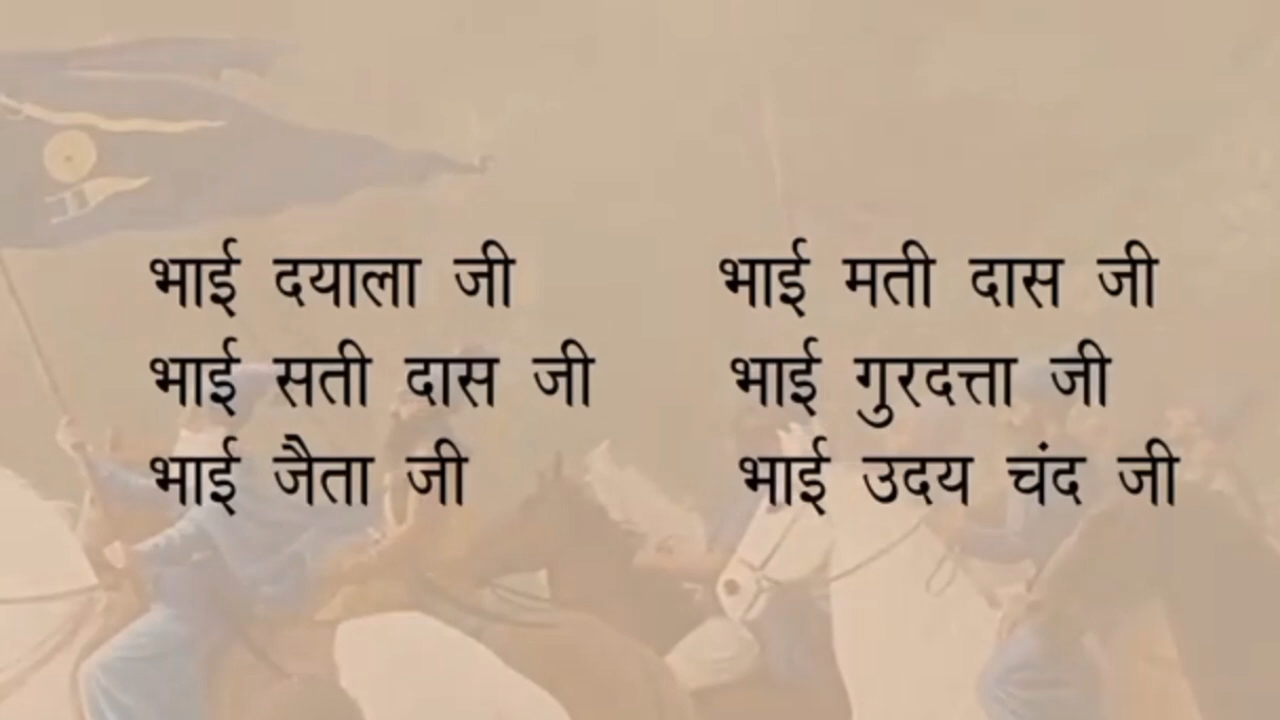 भाई दयाला जी भाई मती दास जी
भाई सती दास जी भाई गुरदत्ता जी
भाई जैता जी भाई उदय चंद जी